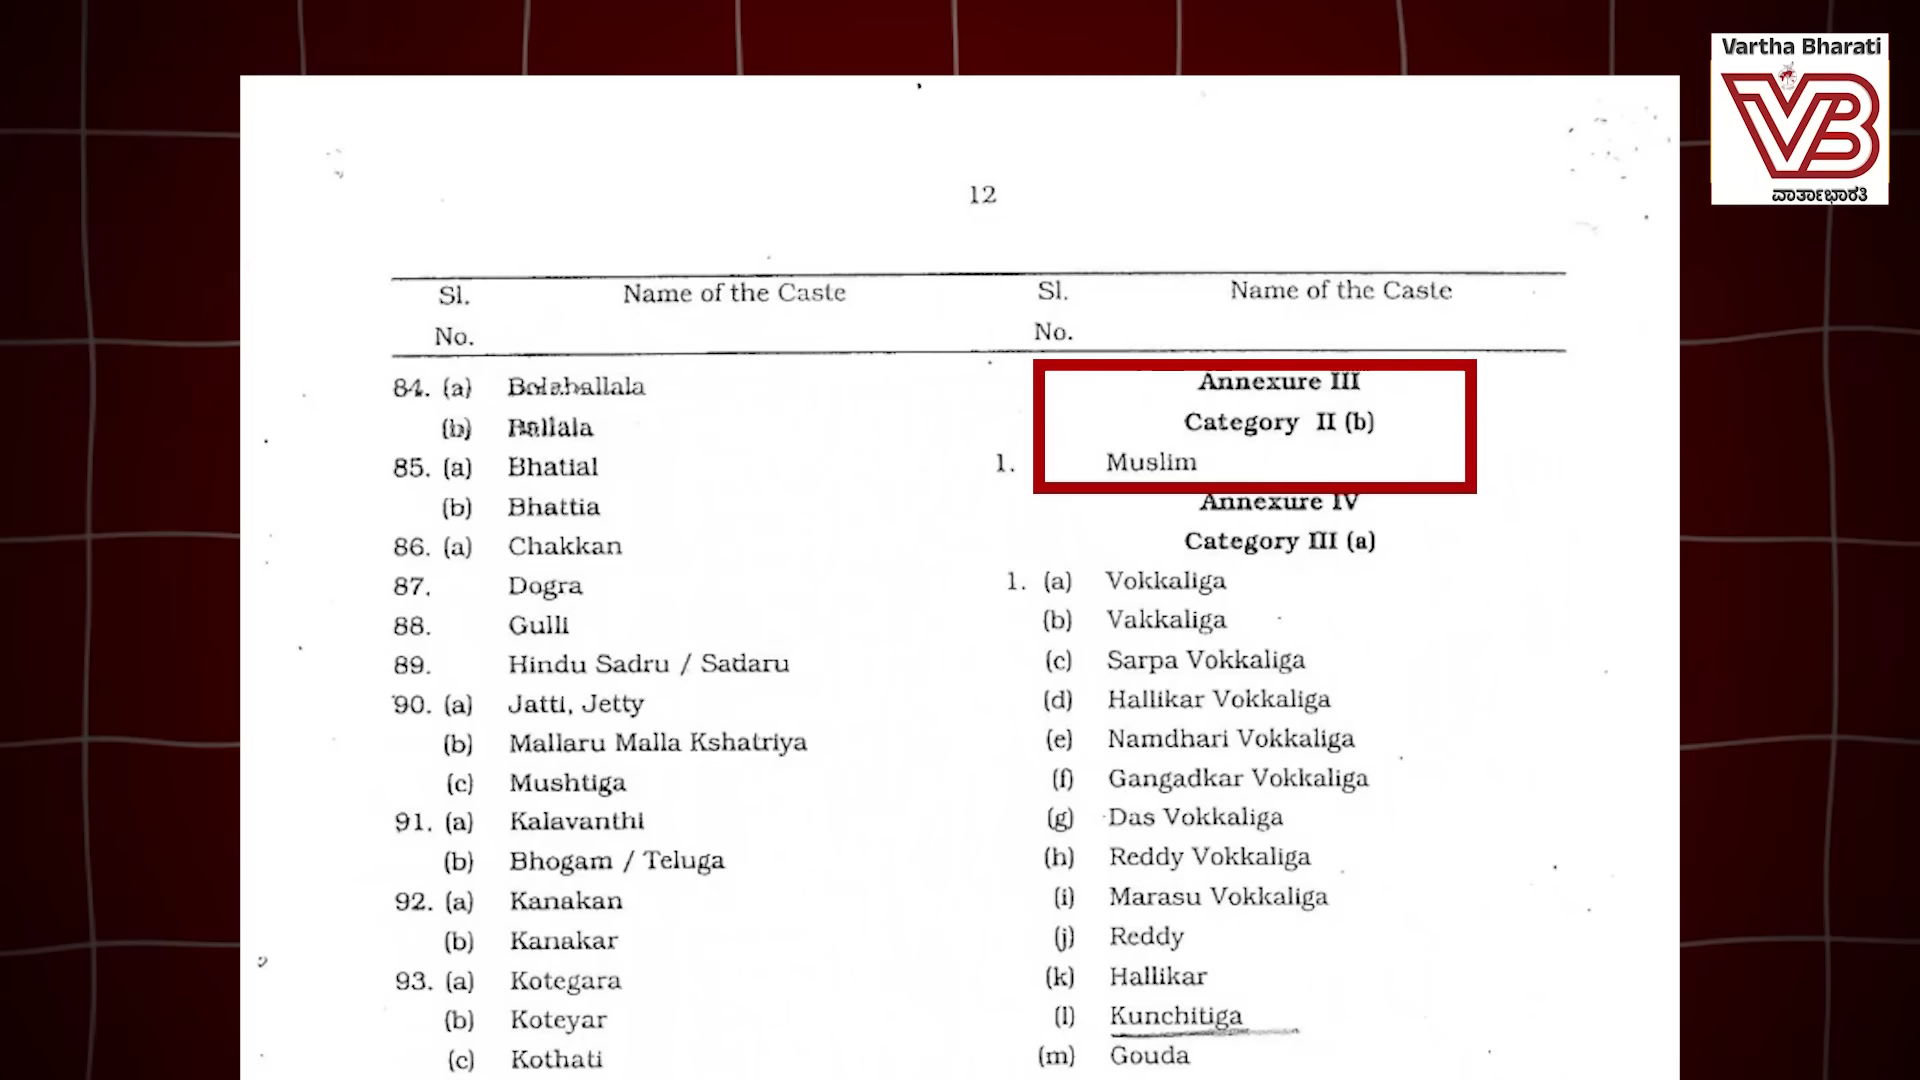 Vartha Bharati
VB
ವಾರ್ತಾಭಾರತಿ
12
Sl. No. Name of the Caste
84. (a) Bolaballala
(b) Ballala
85. (a) Bhatial
(b) Bhattia
86. (a) Chakkan
87. Dogra
88. Gulli
89. Hindu Sadru / Sadaru
90. (a) Jatti, Jetty
(b) Mallaru Malla Kshatriya
(c) Mushtiga
91. (a) Kalavanthi
(b) Bhogam / Teluga
92. (a) Kanakan
(b) Kanakar
93. (a) Kotegara
(b) Koteyar
(c) Kothati
Sl. No. Name of the Caste
Annexure III
Category II (b)
1. Muslim
Annexure IV
Category III (a)
1. (a) Vokkaliga
(b) Vakkaliga
(c) Sarpa Vokkaliga
(d) Hallikar Vokkaliga
(e) Namdhari Vokkaliga
(f) Gangadkar Vokkaliga
(g) Das Vokkaliga
(h) Reddy Vokkaliga
(i) Marasu Vokkaliga
(j) Reddy
(k) Hallikar
(l) Kunchitiga
(m) Gouda